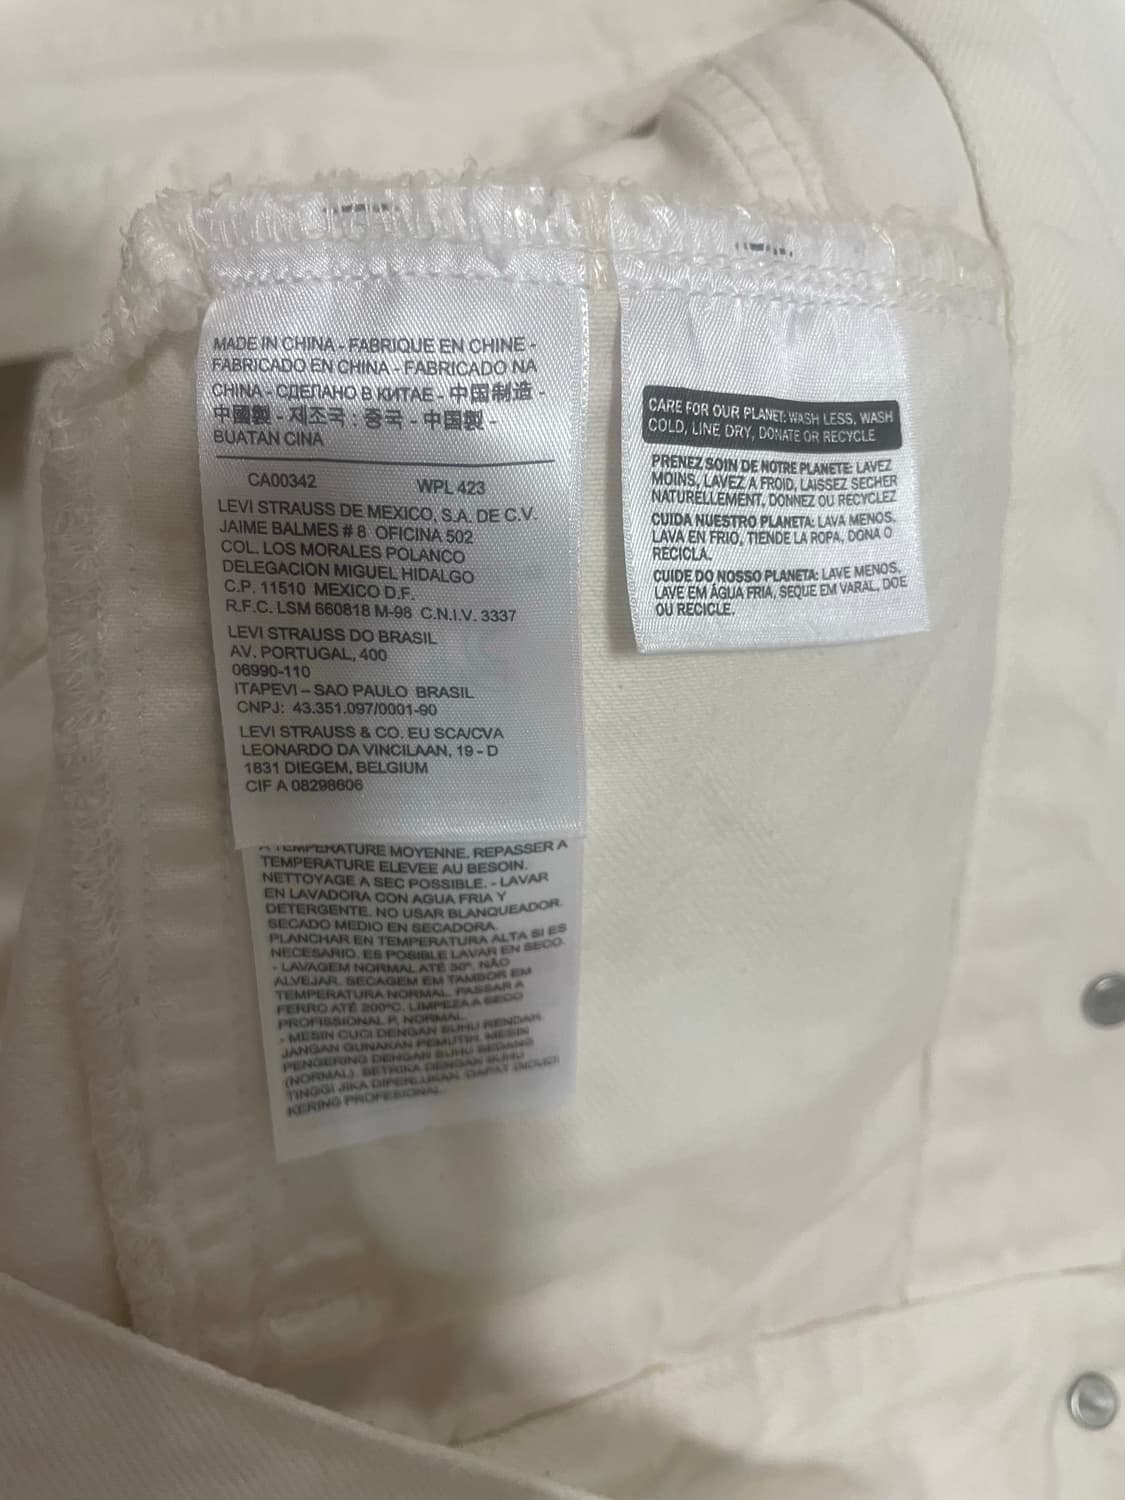 MADE IN CHINA - FABRIQUE EN CHINE -
FABRICADO EN CHINA - FABRICADO NA
CHINA - СДЕЛАНО В КИТАЕ - 中国制造 -
中國製 - 제조국 : 중국 - 中国製 -
BUATAN CINA
CA00342 WPL 423
LEVI STRAUSS DE MEXICO, S.A. DE C.V.
JAIME BALMES # 8 OFICINA 502
COL. LOS MORALES POLANCO
DELEGACION MIGUEL HIDALGO
C.P. 11510 MEXICO D.F.
R.F.C. LSM 660818 M-98 C.N.I.V. 3337
LEVI STRAUSS DO BRASIL
AV. PORTUGAL, 400
06990-110
ITAPEVI – SAO PAULO BRASIL
CNPJ: 43.351.097/0001-90
LEVI STRAUSS & CO. EU SCA/CVA
LEONARDO DA VINCILAAN, 19 - D
1831 DIEGEM, BELGIUM
CIF A 08298606
A TEMPERATURE MOYENNE. REPASSER A
TEMPERATURE ELEVEE AU BESOIN.
NETTOYAGE A SEC POSSIBLE. - LAVAR
EN LAVADORA CON AGUA FRIA Y
DETERGENTE. NO USAR BLANQUEADOR.
SECADO MEDIO EN SECADORA.
PLANCHAR EN TEMPERATURA ALTA SI ES
NECESARIO. ES POSIBLE LAVAR EN SECO.
- LAVAGEM NORMAL ATÉ 30º. NÃO
ALVEJAR. SECAGEM EM TAMBOR EM
TEMPERATURA NORMAL. PASSAR A
FERRO ATÉ 200ºC. LIMPEZA A SECO
PROFISSIONAL P. NORMAL.
- MESIN CUCI DENGAN SUHU RENDAH
JANGAN GUNAKAN PEMUTIH. MESIN
PENGERING DENGAN SUHU SEDANG
(NORMAL). SETRIKA DENGAN SUHU
TINGGI JIKA DIPERLUKAN. DAPAT DICUCI
KERING PROFESIONAL.
CARE FOR OUR PLANET: WASH LESS, WASH
COLD, LINE DRY, DONATE OR RECYCLE
PRENEZ SOIN DE NOTRE PLANETE: LAVEZ
MOINS, LAVEZ A FROID, LAISSEZ SECHER
NATURELLEMENT, DONNEZ OU RECYCLEZ
CUIDA NUESTRO PLANETA: LAVA MENOS,
LAVA EN FRIO, TIENDE LA ROPA, DONA O
RECICLA.
CUIDE DO NOSSO PLANETA: LAVE MENOS,
LAVE EM ÁGUA FRIA, SEQUE EM VARAL, DOE
OU RECICLE.